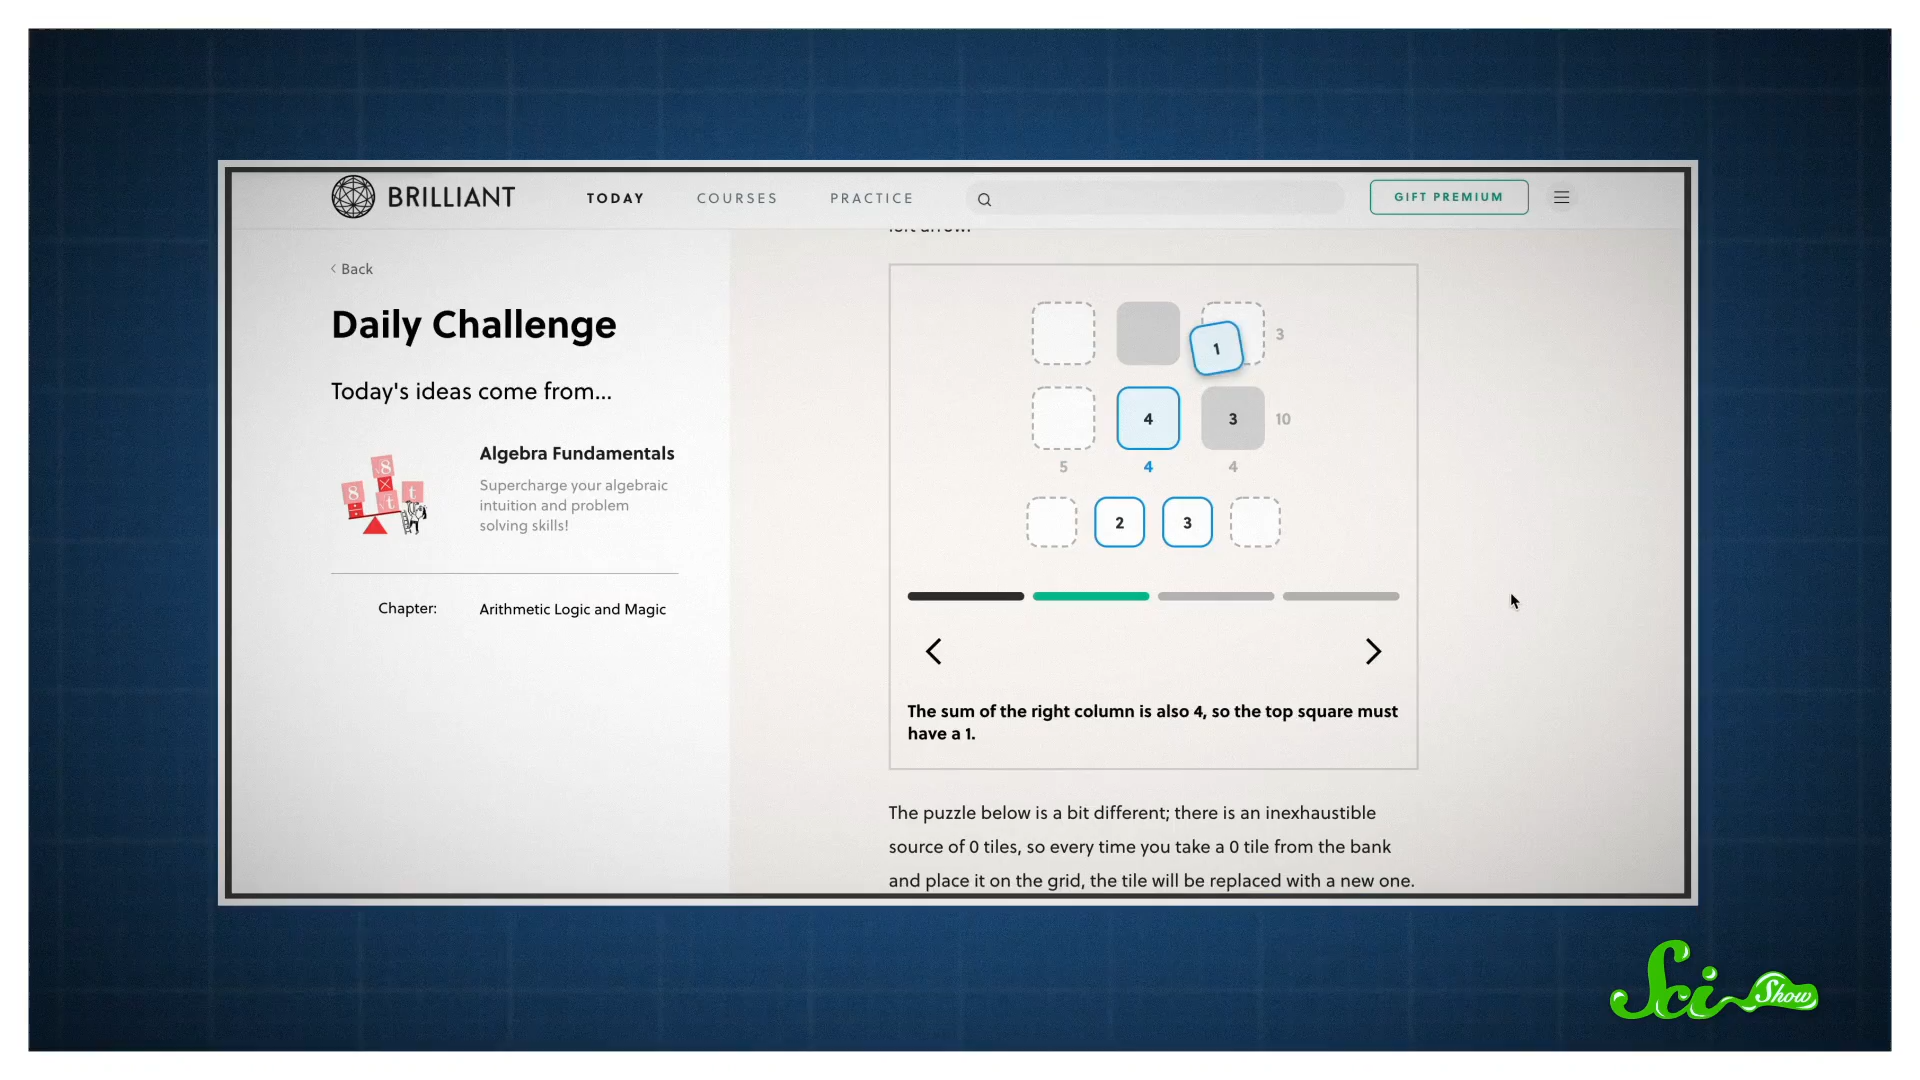 BRILLIANT
TODAY
COURSES
PRACTICE
GIFT PREMIUM
Back
Daily Challenge
Today's ideas come from...
Algebra Fundamentals
Supercharge your algebraic
intuition and problem
solving skills!
Chapter: Arithmetic Logic and Magic
1 3
4 3 10
5 4 4
2 3
The sum of the right column is also 4, so the top square must
have a 1.
The puzzle below is a bit different; there is an inexhaustible
source of 0 tiles, so every time you take a 0 tile from the bank
and place it on the grid, the tile will be replaced with a new one.
8
8
t
t
Sci Show